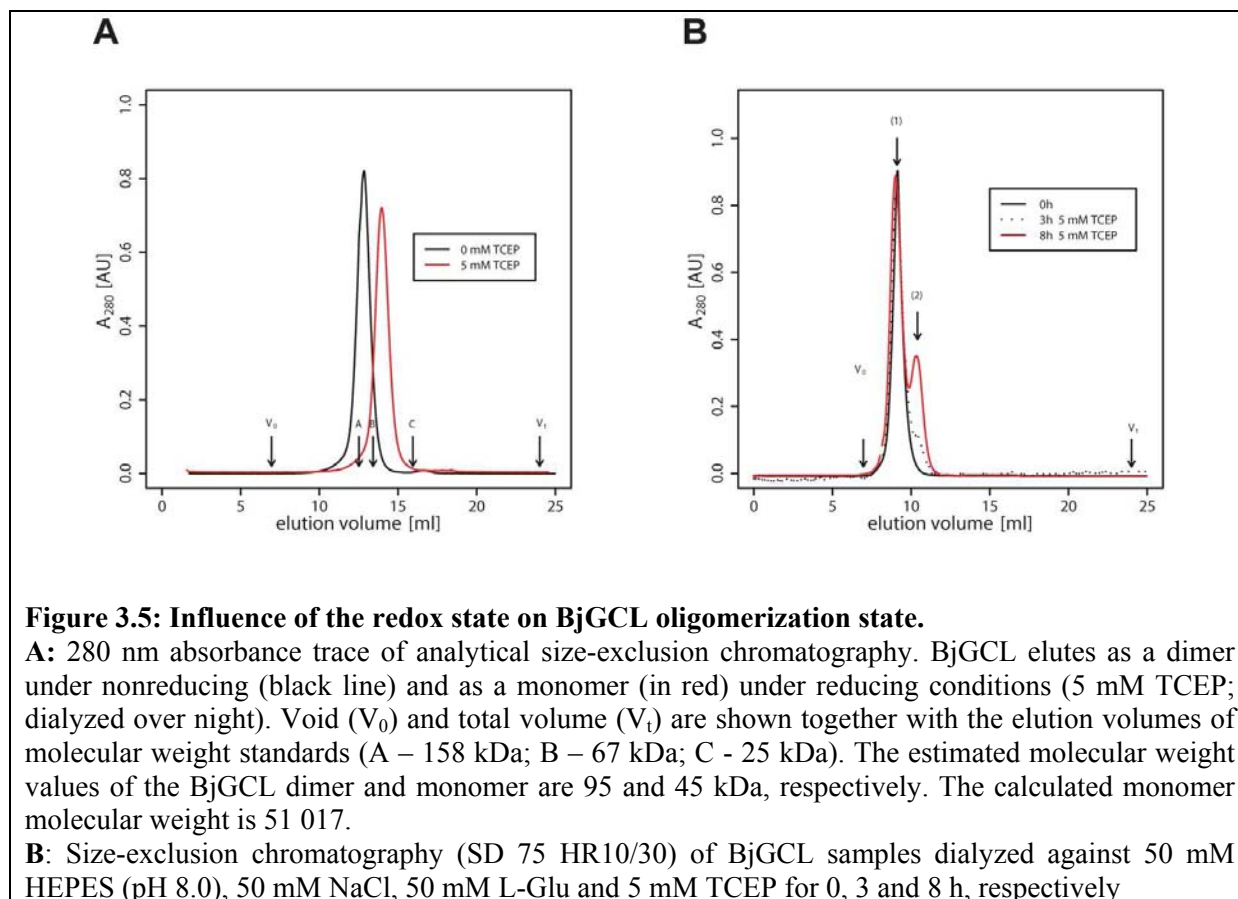 A
B
1.0
0.8
0.6
0.4
0.2
0.0
A280 [AU]
0 mM TCEP
5 mM TCEP
V0
A
B
C
Vt
0
5
10
15
20
25
elution volume [ml]
1.0
0.8
0.6
0.4
0.2
0.0
A280 [AU]
(1)
(2)
0h
3h 5 mM TCEP
8h 5 mM TCEP
V0
Vt
0
5
10
15
20
25
elution volume [ml]
Figure 3.5: Influence of the redox state on BjGCL oligomerization state.
A: 280 nm absorbance trace of analytical size-exclusion chromatography. BjGCL elutes as a dimer
under nonreducing (black line) and as a monomer (in red) under reducing conditions (5 mM TCEP;
dialyzed over night). Void (V0) and total volume (Vt) are shown together with the elution volumes of
molecular weight standards (A – 158 kDa; B – 67 kDa; C - 25 kDa). The estimated molecular weight
values of the BjGCL dimer and monomer are 95 and 45 kDa, respectively. The calculated monomer
molecular weight is 51 017.
B: Size-exclusion chromatography (SD 75 HR10/30) of BjGCL samples dialyzed against 50 mM
HEPES (pH 8.0), 50 mM NaCl, 50 mM L-Glu and 5 mM TCEP for 0, 3 and 8 h, respectively